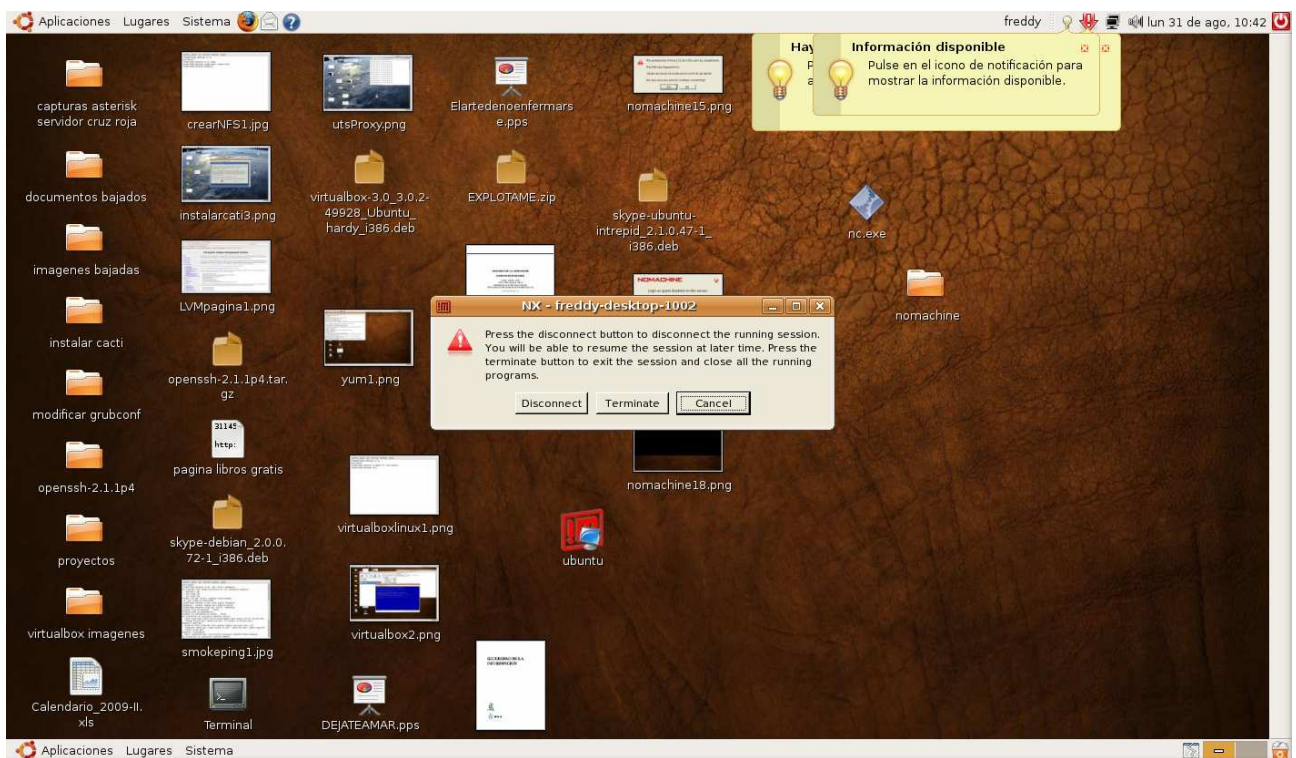 Aplicaciones Lugares Sistema
freddy
lun 31 de ago, 10:42
Hay
Información disponible
Pulse en el icono de notificación para
mostrar la información disponible.
capturas asterisk
servidor cruz roja
crearNFS1.jpg
utsProxy.png
Elartedenoenfermars
e.pps
nomachine15.png
documentos bajados
instalarcati3.png
virtualbox-3.0_3.0.2-
49928_Ubuntu_
hardy_i386.deb
EXPLOTAME.zip
skype-ubuntu-
intrepid_2.1.0.47-1_
i386.deb
nc.exe
imagenes bajadas
LVMpagina1.png
NOMACHINE
nomachine
instalar cacti
openssh-2.1.1p4.tar.
gz
yum1.png
NX - freddy-desktop-1002
Press the disconnect button to disconnect the running session.
You will be able to resume the session at later time. Press the
terminate button to exit the session and close all the running
programs.
Disconnect
Terminate
Cancel
modificar grubconf
31145
http:
pagina libros gratis
openssh-2.1.1p4
virtualboxlinux1.png
nomachine18.png
proyectos
skype-debian_2.0.0.
72-1_i386.deb
ubuntu
virtualbox imagenes
smokeping1.jpg
virtualbox2.png
Calendario_2009-II.
xls
Terminal
DEJATEAMAR.pps
Aplicaciones Lugares Sistema